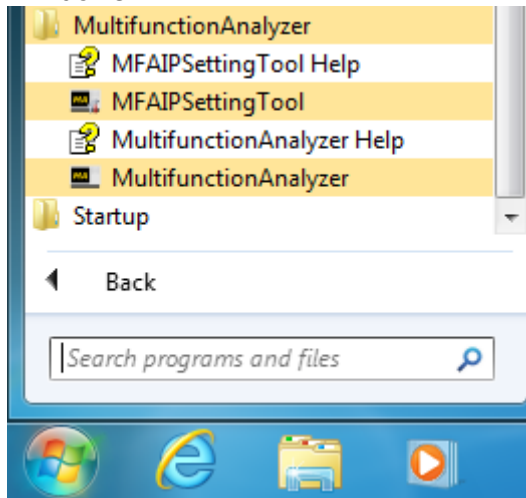 MultifunctionAnalyzer
MFAIPSettingTool Help
MFAIPSettingTool
MultifunctionAnalyzer Help
MultifunctionAnalyzer
Startup
Back
Search programs and files